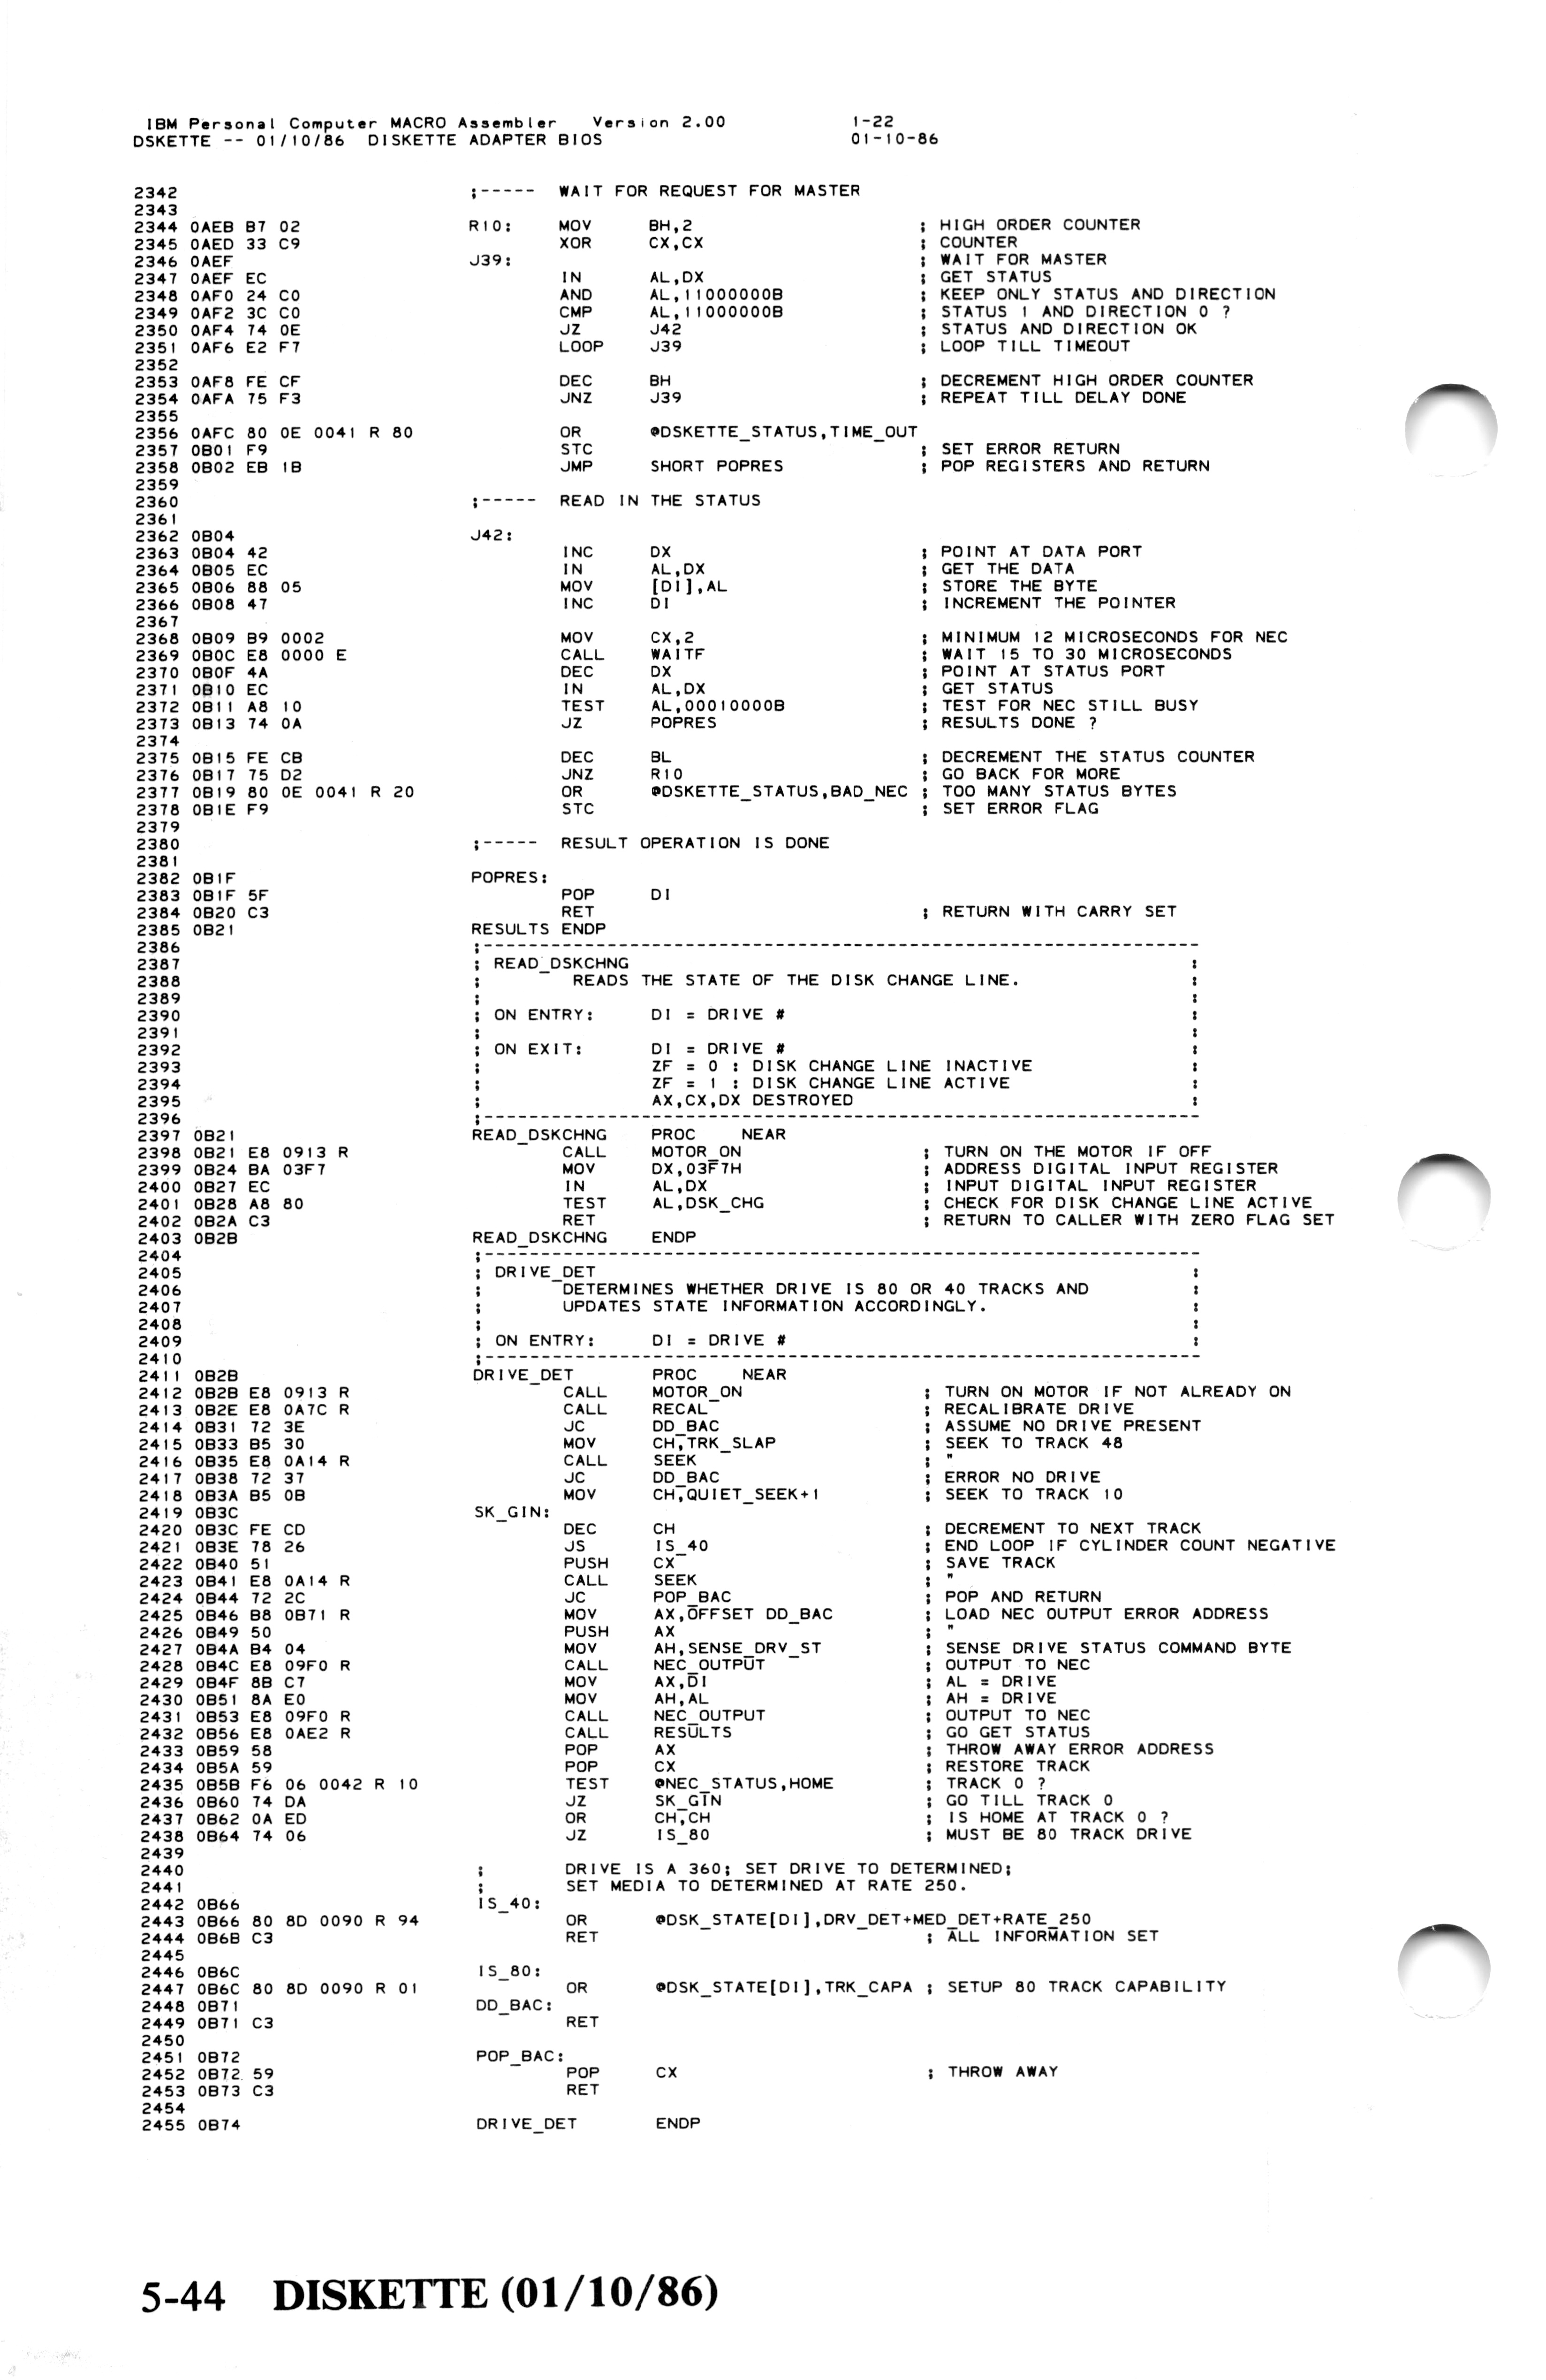 IBM Personal Computer MACRO Assembler   Version 2.00             1-22
DSKETTE -- 01/10/86  DISKETTE ADAPTER BIOS                       01-10-86
2342                    ;-----  WAIT FOR REQUEST FOR MASTER
2343
2344 0AEB B7 02         R10:    MOV     BH,2                    ; HIGH ORDER COUNTER
2345 0AED 33 C9                 XOR     CX,CX                   ; COUNTER
2346 0AEF               J39:                                    ; WAIT FOR MASTER
2347 0AEF EC                    IN      AL,DX                   ; GET STATUS
2348 0AF0 24 C0                 AND     AL,11000000B            ; KEEP ONLY STATUS AND DIRECTION
2349 0AF2 3C C0                 CMP     AL,11000000B            ; STATUS 1 AND DIRECTION 0 ?
2350 0AF4 74 0E                 JZ      J42                     ; STATUS AND DIRECTION OK
2351 0AF6 E2 F7                 LOOP    J39                     ; LOOP TILL TIMEOUT
2352
2353 0AF8 FE CF                 DEC     BH                      ; DECREMENT HIGH ORDER COUNTER
2354 0AFA 75 F3                 JNZ     J39                     ; REPEAT TILL DELAY DONE
2355
2356 0AFC 80 0E 0041 R 80       OR      @DSKETTE_STATUS,TIME_OUT
2357 0B01 F9                    STC                             ; SET ERROR RETURN
2358 0B02 EB 1B                 JMP     SHORT POPRES            ; POP REGISTERS AND RETURN
2359
2360                    ;-----  READ IN THE STATUS
2361
2362 0B04               J42:
2363 0B04 42                    INC     DX                      ; POINT AT DATA PORT
2364 0B05 EC                    IN      AL,DX                   ; GET THE DATA
2365 0B06 88 05                 MOV     [DI],AL                 ; STORE THE BYTE
2366 0B08 47                    INC     DI                      ; INCREMENT THE POINTER
2367
2368 0B09 B9 0002               MOV     CX,2                    ; MINIMUM 12 MICROSECONDS FOR NEC
2369 0B0C E8 0000 E             CALL    WAITF                   ; WAIT 15 TO 30 MICROSECONDS
2370 0B0F 4A                    DEC     DX                      ; POINT AT STATUS PORT
2371 0B10 EC                    IN      AL,DX                   ; GET STATUS
2372 0B11 A8 10                 TEST    AL,00010000B            ; TEST FOR NEC STILL BUSY
2373 0B13 74 0A                 JZ      POPRES                  ; RESULTS DONE ?
2374
2375 0B15 FE CB                 DEC     BL                      ; DECREMENT THE STATUS COUNTER
2376 0B17 75 D2                 JNZ     R10                     ; GO BACK FOR MORE
2377 0B19 80 0E 0041 R 20       OR      @DSKETTE_STATUS,BAD_NEC ; TOO MANY STATUS BYTES
2378 0B1E F9                    STC                             ; SET ERROR FLAG
2379
2380                    ;-----  RESULT OPERATION IS DONE
2381
2382 0B1F               POPRES:
2383 0B1F 5F                    POP     DI
2384 0B20 C3                    RET                             ; RETURN WITH CARRY SET
2385 0B21               RESULTS ENDP
2386                    ;----------------------------------------------------------------
2387                    ; READ_DSKCHNG                                                  :
2388                    ;        READS THE STATE OF THE DISK CHANGE LINE.               :
2389                    ;                                                               :
2390                    ; ON ENTRY:     DI = DRIVE #                                    :
2391                    ;                                                               :
2392                    ; ON EXIT:      DI = DRIVE #                                    :
2393                    ;               ZF = 0 : DISK CHANGE LINE INACTIVE              :
2394                    ;               ZF = 1 : DISK CHANGE LINE ACTIVE                :
2395                    ;               AX,CX,DX DESTROYED                              :
2396                    ;----------------------------------------------------------------
2397 0B21               READ_DSKCHNG    PROC    NEAR
2398 0B21 E8 0913 R             CALL    MOTOR_ON                ; TURN ON THE MOTOR IF OFF
2399 0B24 BA 03F7               MOV     DX,03F7H                ; ADDRESS DIGITAL INPUT REGISTER
2400 0B27 EC                    IN      AL,DX                   ; INPUT DIGITAL INPUT REGISTER
2401 0B28 A8 80                 TEST    AL,DSK_CHG              ; CHECK FOR DISK CHANGE LINE ACTIVE
2402 0B2A C3                    RET                             ; RETURN TO CALLER WITH ZERO FLAG SET
2403 0B2B               READ_DSKCHNG    ENDP
2404                    ;----------------------------------------------------------------
2405                    ; DRIVE_DET                                                     :
2406                    ;       DETERMINES WHETHER DRIVE IS 80 OR 40 TRACKS AND         :
2407                    ;       UPDATES STATE INFORMATION ACCORDINGLY.                  :
2408                    ;                                                               :
2409                    ; ON ENTRY:     DI = DRIVE #                                    :
2410                    ;----------------------------------------------------------------
2411 0B2B               DRIVE_DET       PROC    NEAR
2412 0B2B E8 0913 R             CALL    MOTOR_ON                ; TURN ON MOTOR IF NOT ALREADY ON
2413 0B2E E8 0A7C R             CALL    RECAL                   ; RECALIBRATE DRIVE
2414 0B31 72 3E                 JC      DD_BAC                  ; ASSUME NO DRIVE PRESENT
2415 0B33 B5 30                 MOV     CH,TRK_SLAP             ; SEEK TO TRACK 48
2416 0B35 E8 0A14 R             CALL    SEEK                    ; "
2417 0B38 72 37                 JC      DD_BAC                  ; ERROR NO DRIVE
2418 0B3A B5 0B                 MOV     CH,QUIET_SEEK+1         ; SEEK TO TRACK 10
2419 0B3C               SK_GIN:
2420 0B3C FE CD                 DEC     CH                      ; DECREMENT TO NEXT TRACK
2421 0B3E 78 26                 JS      IS_40                   ; END LOOP IF CYLINDER COUNT NEGATIVE
2422 0B40 51                    PUSH    CX                      ; SAVE TRACK
2423 0B41 E8 0A14 R             CALL    SEEK                    ; "
2424 0B44 72 2C                 JC      POP_BAC                 ; POP AND RETURN
2425 0B46 B8 0B71 R             MOV     AX,OFFSET DD_BAC        ; LOAD NEC OUTPUT ERROR ADDRESS
2426 0B49 50                    PUSH    AX                      ; "
2427 0B4A B4 04                 MOV     AH,SENSE_DRV_ST         ; SENSE DRIVE STATUS COMMAND BYTE
2428 0B4C E8 09F0 R             CALL    NEC_OUTPUT              ; OUTPUT TO NEC
2429 0B4F 8B C7                 MOV     AX,DI                   ; AL = DRIVE
2430 0B51 8A E0                 MOV     AH,AL                   ; AH = DRIVE
2431 0B53 E8 09F0 R             CALL    NEC_OUTPUT              ; OUTPUT TO NEC
2432 0B56 E8 0AE2 R             CALL    RESULTS                 ; GO GET STATUS
2433 0B59 58                    POP     AX                      ; THROW AWAY ERROR ADDRESS
2434 0B5A 59                    POP     CX                      ; RESTORE TRACK
2435 0B5B F6 06 0042 R 10       TEST    @NEC_STATUS,HOME        ; TRACK 0 ?
2436 0B60 74 DA                 JZ      SK_GIN                  ; GO TILL TRACK 0
2437 0B62 0A ED                 OR      CH,CH                   ; IS HOME AT TRACK 0 ?
2438 0B64 74 06                 JZ      IS_80                   ; MUST BE 80 TRACK DRIVE
2439
2440                    ;       DRIVE IS A 360; SET DRIVE TO DETERMINED;
2441                    ;       SET MEDIA TO DETERMINED AT RATE 250.
2442 0B66               IS_40:
2443 0B66 80 8D 0090 R 94       OR      @DSK_STATE[DI],DRV_DET+MED_DET+RATE_250
2444 0B6B C3                    RET                             ; ALL INFORMATION SET
2445
2446 0B6C               IS_80:
2447 0B6C 80 8D 0090 R 01       OR      @DSK_STATE[DI],TRK_CAPA ; SETUP 80 TRACK CAPABILITY
2448 0B71               DD_BAC:
2449 0B71 C3                    RET
2450
2451 0B72               POP_BAC:
2452 0B72 59                    POP     CX                      ; THROW AWAY
2453 0B73 C3                    RET
2454
2455 0B74               DRIVE_DET       ENDP
5-44   DISKETTE (01/10/86)